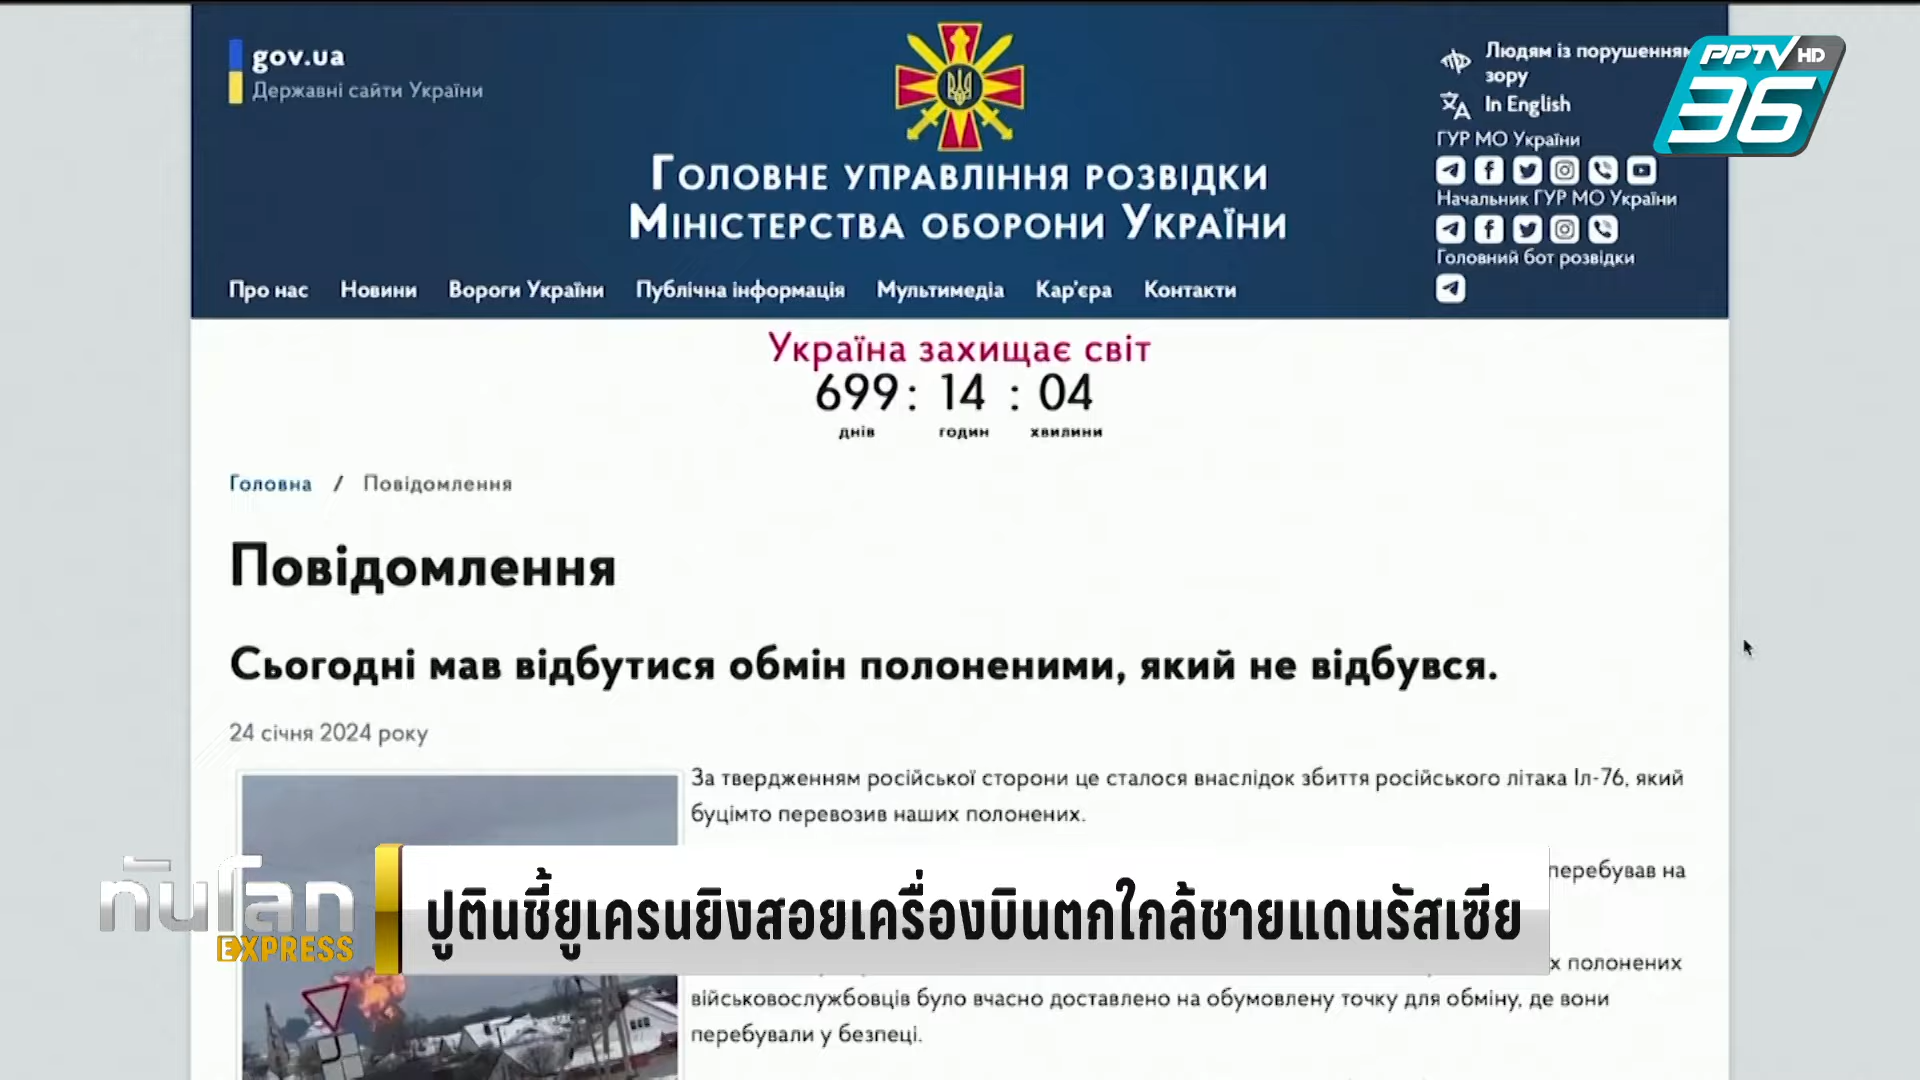 gov.ua
Державні сайти України
Головне управління розвідки
Міністерства оборони України
Людям із порушенням
зору
In English
ГУР МО України
Начальник ГУР МО України
Головний бот розвідки
PPTV HD
36
Про нас Новини Вороги України Публічна інформація Мультимедіа Кар'єра Контакти
Україна захищає світ
699 : 14 : 04
днів годин хвилини
Головна / Повідомлення
Повідомлення
Сьогодні мав відбутися обмін полоненими, який не відбувся.
24 січня 2024 року
За твердженням російської сторони це сталося внаслідок збиття російського літака Іл-76, який
буцімто перевозив наших полонених.
перебував на
ทันโลก
EXPRESS
ปูตินชี้ยูเครนยิงสอยเครื่องบินตกใกล้ชายแดนรัสเซีย
полонених
військовослужбовців було вчасно доставлено на обумовлену точку для обміну, де вони
перебували у безпеці.